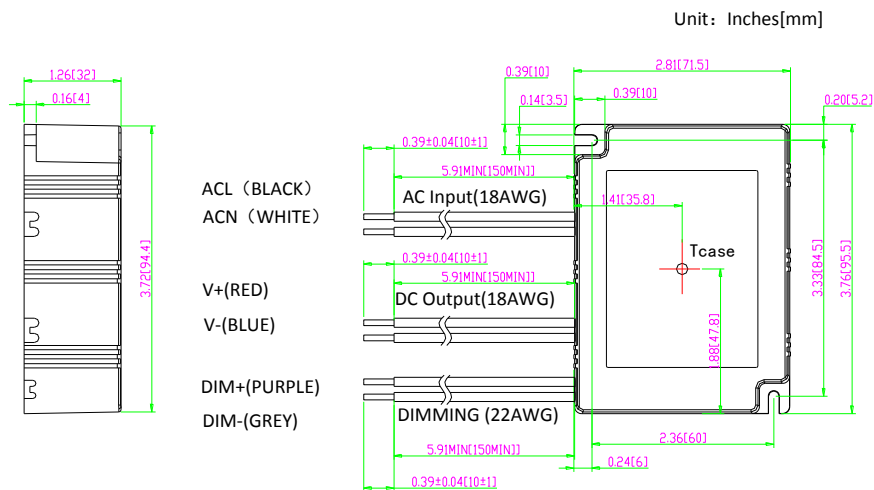 Unit：Inches[mm]
1.26[32]
0.16[4]
3.72[94.4]
ACL（BLACK）
ACN（WHITE）
V+(RED)
V-(BLUE)
DIM+(PURPLE)
DIM-(GREY)
0.39±0.04[10±1]
5.91MIN[150MIN]]
AC Input(18AWG)
0.39±0.04[10±1]
5.91MIN[150MIN]]
DC Output(18AWG)
DIMMING (22AWG)
5.91MIN[150MIN]]
0.39±0.04[10±1]
0.39[10]
0.14[3.5]
2.81[71.5]
0.39[10]
0.20[5.2]
1.41[35.8]
Tcase
1.88[47.8]
3.33[84.5]
3.76[95.5]
2.36[60]
0.24[6]